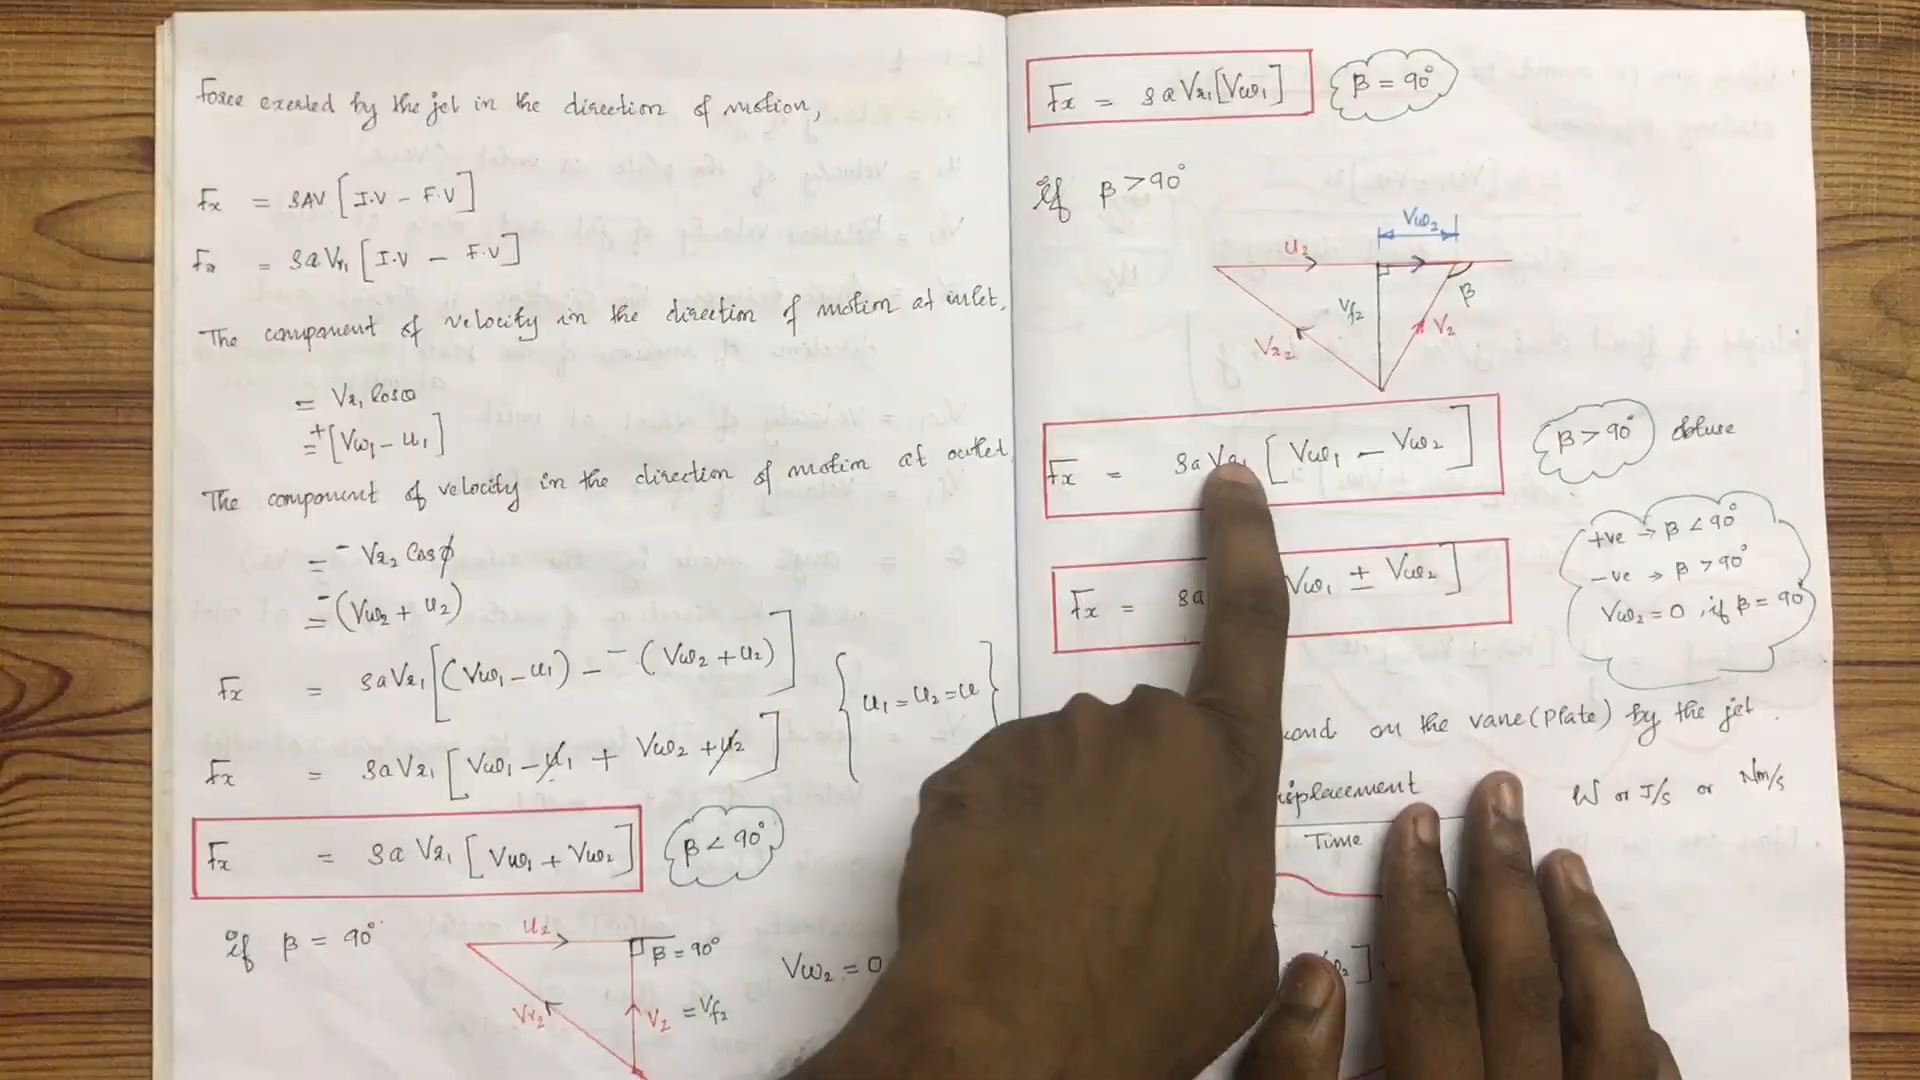 Force exerted by the jet in the direction of motion,
Fx = ρAV [I.V - F.V]
Fx = ρaVr1 [I.V - F.V]
The component of velocity in the direction of motion at inlet,
= Vr1 Cosθ
= +[Vw1 - u1]
The component of velocity in the direction of motion at outlet,
= - Vr2 Cosϕ
= -(Vw2 + u2)
Fx = ρaVr1 [(Vw1 - u1) - -(Vw2 + u2)]
{u1 = u2 = u}
Fx = ρaVr1 [Vw1 - u1 + Vw2 + u2]
Fx = ρa Vr1 [Vw1 + Vw2]
β < 90°
if β = 90°
u2
β = 90°
Vw2 = 0
Vr2
V2 = Vf2
Fx = ρaVr1 [Vw1]
β = 90°
if β > 90°
Vw2
u2
β
Vf2
Vr2
V2
Fx = ρaVr1 [Vw1 - Vw2]
β > 90° obtuse
Fx = ρa Vw1 ± Vw2]
+ve → β < 90°
-ve → β > 90°
Vw2 = 0, if β = 90°
on the vane(plate) by the jet.
Time
W or J/s or Nm/s